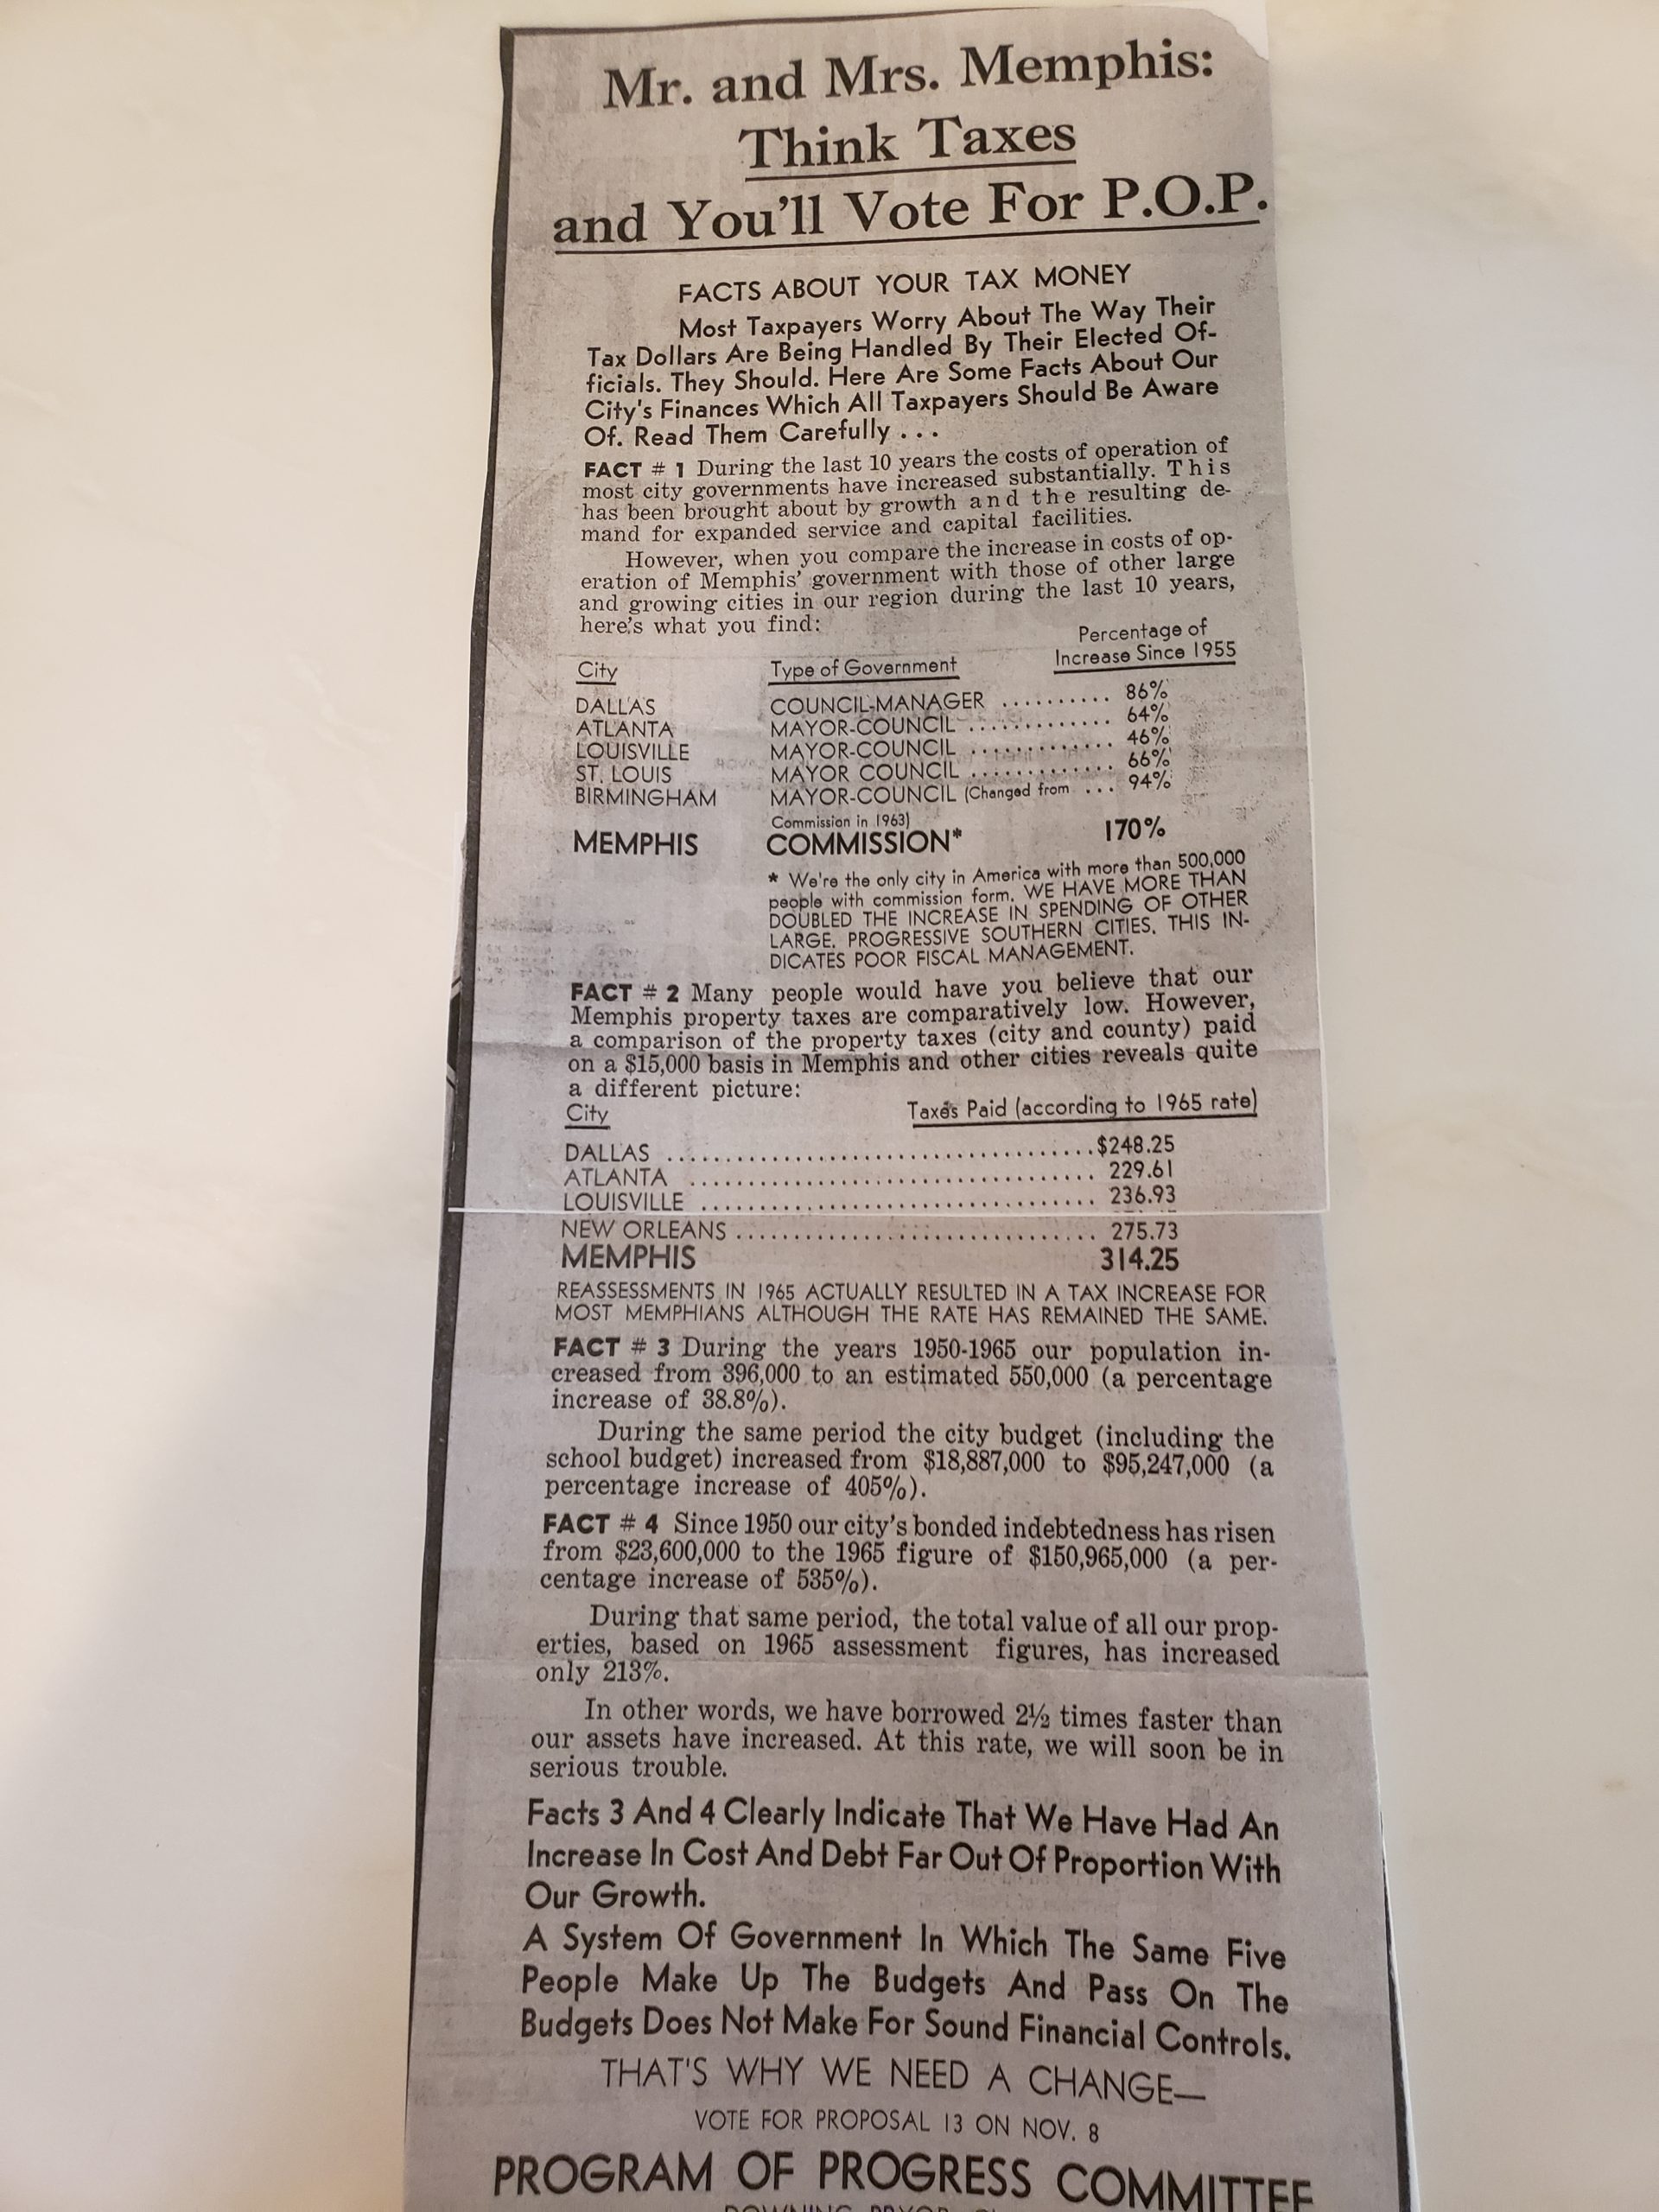 Mr. and Mrs. Memphis:
Think Taxes
and You'll Vote For P.O.P.
FACTS ABOUT YOUR TAX MONEY
Most Taxpayers Worry About The Way Their
Tax Dollars Are Being Handled By Their Elected Of-
ficials. They Should. Here Are Some Facts About Our
City's Finances Which All Taxpayers Should Be Aware
Of. Read Them Carefully . . .
FACT # 1 During the last 10 years the costs of operation of
most city governments have increased substantially. This
has been brought about by growth and the resulting de-
mand for expanded service and capital facilities.
However, when you compare the increase in costs of op-
eration of Memphis' government with those of other large
and growing cities in our region during the last 10 years,
here's what you find:
Percentage of
City Type of Government Increase Since 1955
DALLAS COUNCIL-MANAGER .......... 86%
ATLANTA MAYOR-COUNCIL ............. 64%
LOUISVILLE MAYOR-COUNCIL ............. 46%
ST. LOUIS MAYOR COUNCIL ............. 66%
BIRMINGHAM MAYOR-COUNCIL (Changed from ... 94%
Commission in 1963)
MEMPHIS COMMISSION* 170%
* We're the only city in America with more than 500,000
people with commission form. WE HAVE MORE THAN
DOUBLED THE INCREASE IN SPENDING OF OTHER
LARGE, PROGRESSIVE SOUTHERN CITIES. THIS IN-
DICATES POOR FISCAL MANAGEMENT.
FACT # 2 Many people would have you believe that our
Memphis property taxes are comparatively low. However,
a comparison of the property taxes (city and county) paid
on a $15,000 basis in Memphis and other cities reveals quite
a different picture:
City Taxes Paid (according to 1965 rate)
DALLAS ....................................... $248.25
ATLANTA ..................................... 229.61
LOUISVILLE .................................... 236.93
NEW ORLEANS ................................. 275.73
MEMPHIS 314.25
REASSESSMENTS IN 1965 ACTUALLY RESULTED IN A TAX INCREASE FOR
MOST MEMPHIANS ALTHOUGH THE RATE HAS REMAINED THE SAME.
FACT # 3 During the years 1950-1965 our population in-
creased from 396,000 to an estimated 550,000 (a percentage
increase of 38.8%).
During the same period the city budget (including the
school budget) increased from $18,887,000 to $95,247,000 (a
percentage increase of 405%).
FACT # 4 Since 1950 our city's bonded indebtedness has risen
from $23,600,000 to the 1965 figure of $150,965,000 (a per-
centage increase of 535%).
During that same period, the total value of all our prop-
erties, based on 1965 assessment figures, has increased
only 213%.
In other words, we have borrowed 2½ times faster than
our assets have increased. At this rate, we will soon be in
serious trouble.
Facts 3 And 4 Clearly Indicate That We Have Had An
Increase In Cost And Debt Far Out Of Proportion With
Our Growth.
A System Of Government In Which The Same Five
People Make Up The Budgets And Pass On The
Budgets Does Not Make For Sound Financial Controls.
THAT'S WHY WE NEED A CHANGE—
VOTE FOR PROPOSAL 13 ON NOV. 8
PROGRAM OF PROGRESS COMMITTEE
DOWNING PRYOR